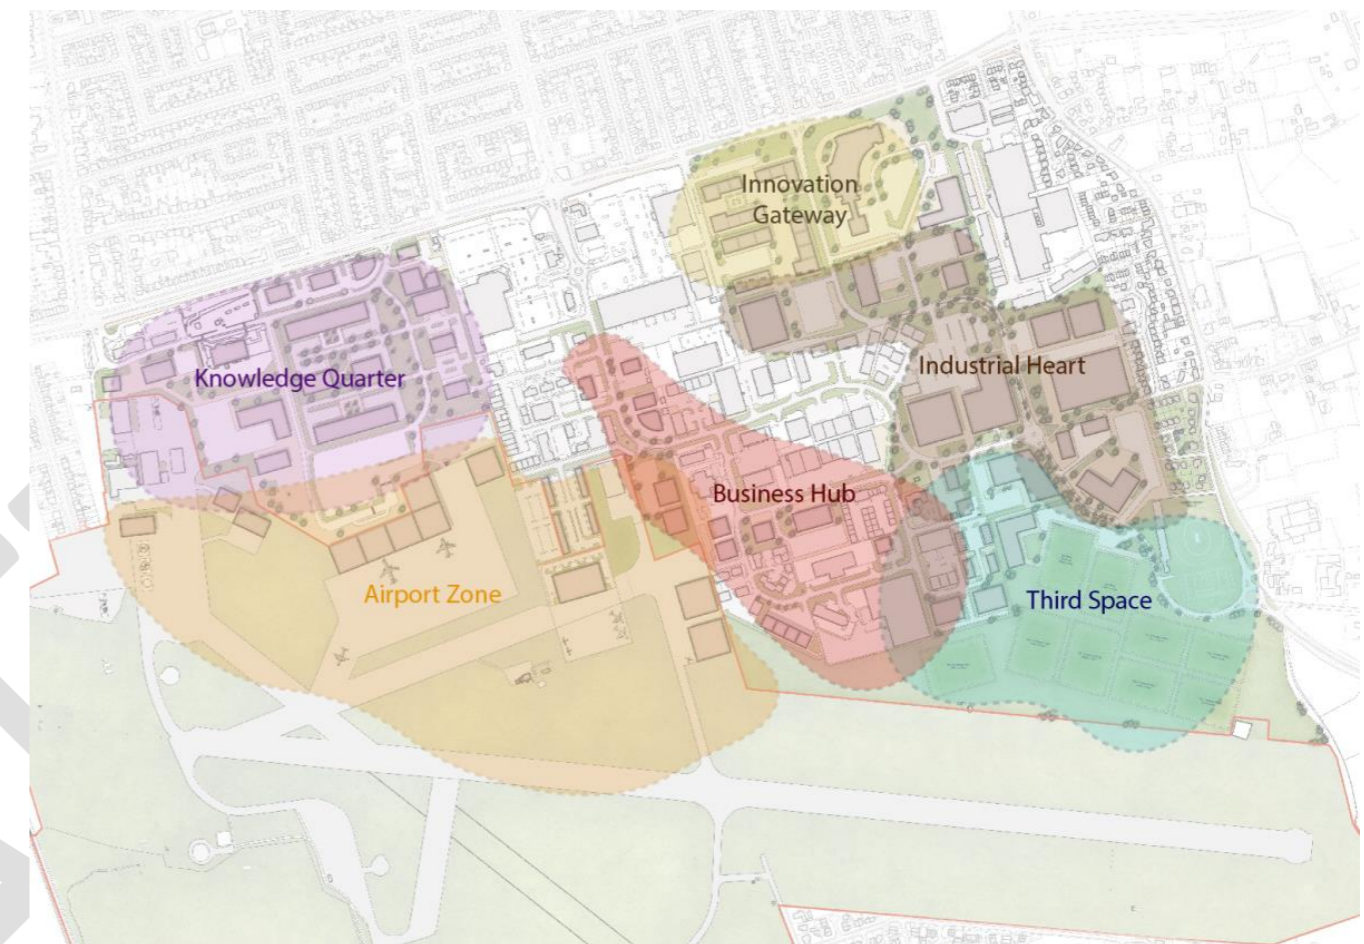 Innovation
Gateway
Industrial Heart
Knowledge Quarter
Business Hub
Airport Zone
Third Space